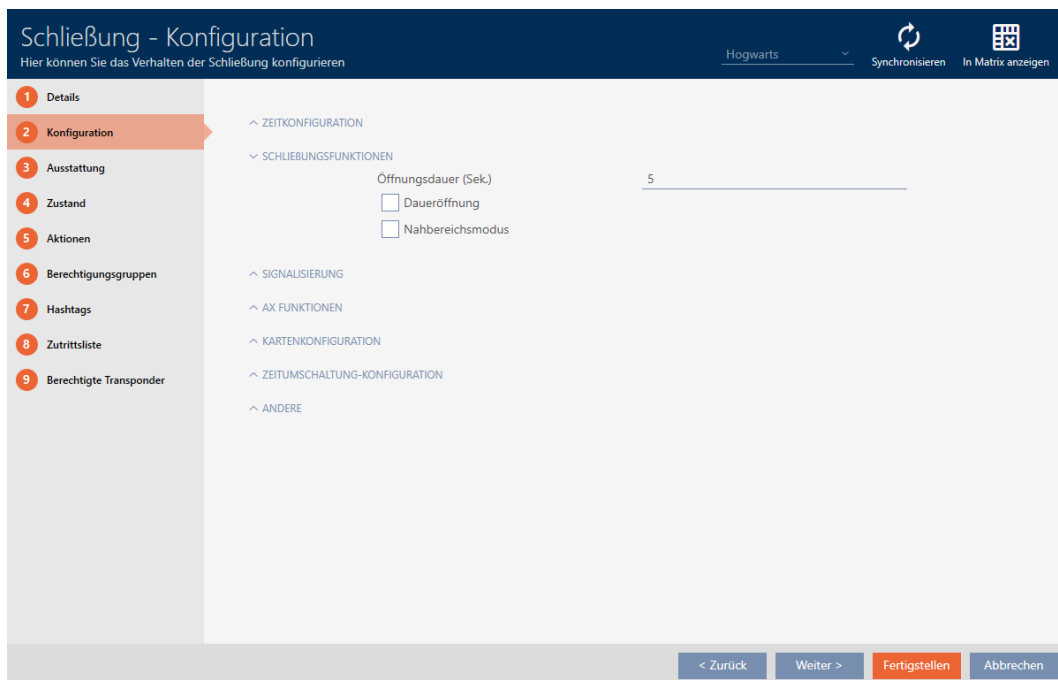 Schließung - Konfiguration
Hier können Sie das Verhalten der Schließung konfigurieren
Hogwarts
Synchronisieren
In Matrix anzeigen
1 Details
2 Konfiguration
3 Ausstattung
4 Zustand
5 Aktionen
6 Berechtigungsgruppen
7 Hashtags
8 Zutrittsliste
9 Berechtigte Transponder
ZEITKONFIGURATION
SCHLIEßUNGSFUNKTIONEN
Öffnungsdauer (Sek.) 5
Daueröffnung
Nahbereichsmodus
SIGNALISIERUNG
AX FUNKTIONEN
KARTENKONFIGURATION
ZEITUMSCHALTUNG-KONFIGURATION
ANDERE
< Zurück
Weiter >
Fertigstellen
Abbrechen